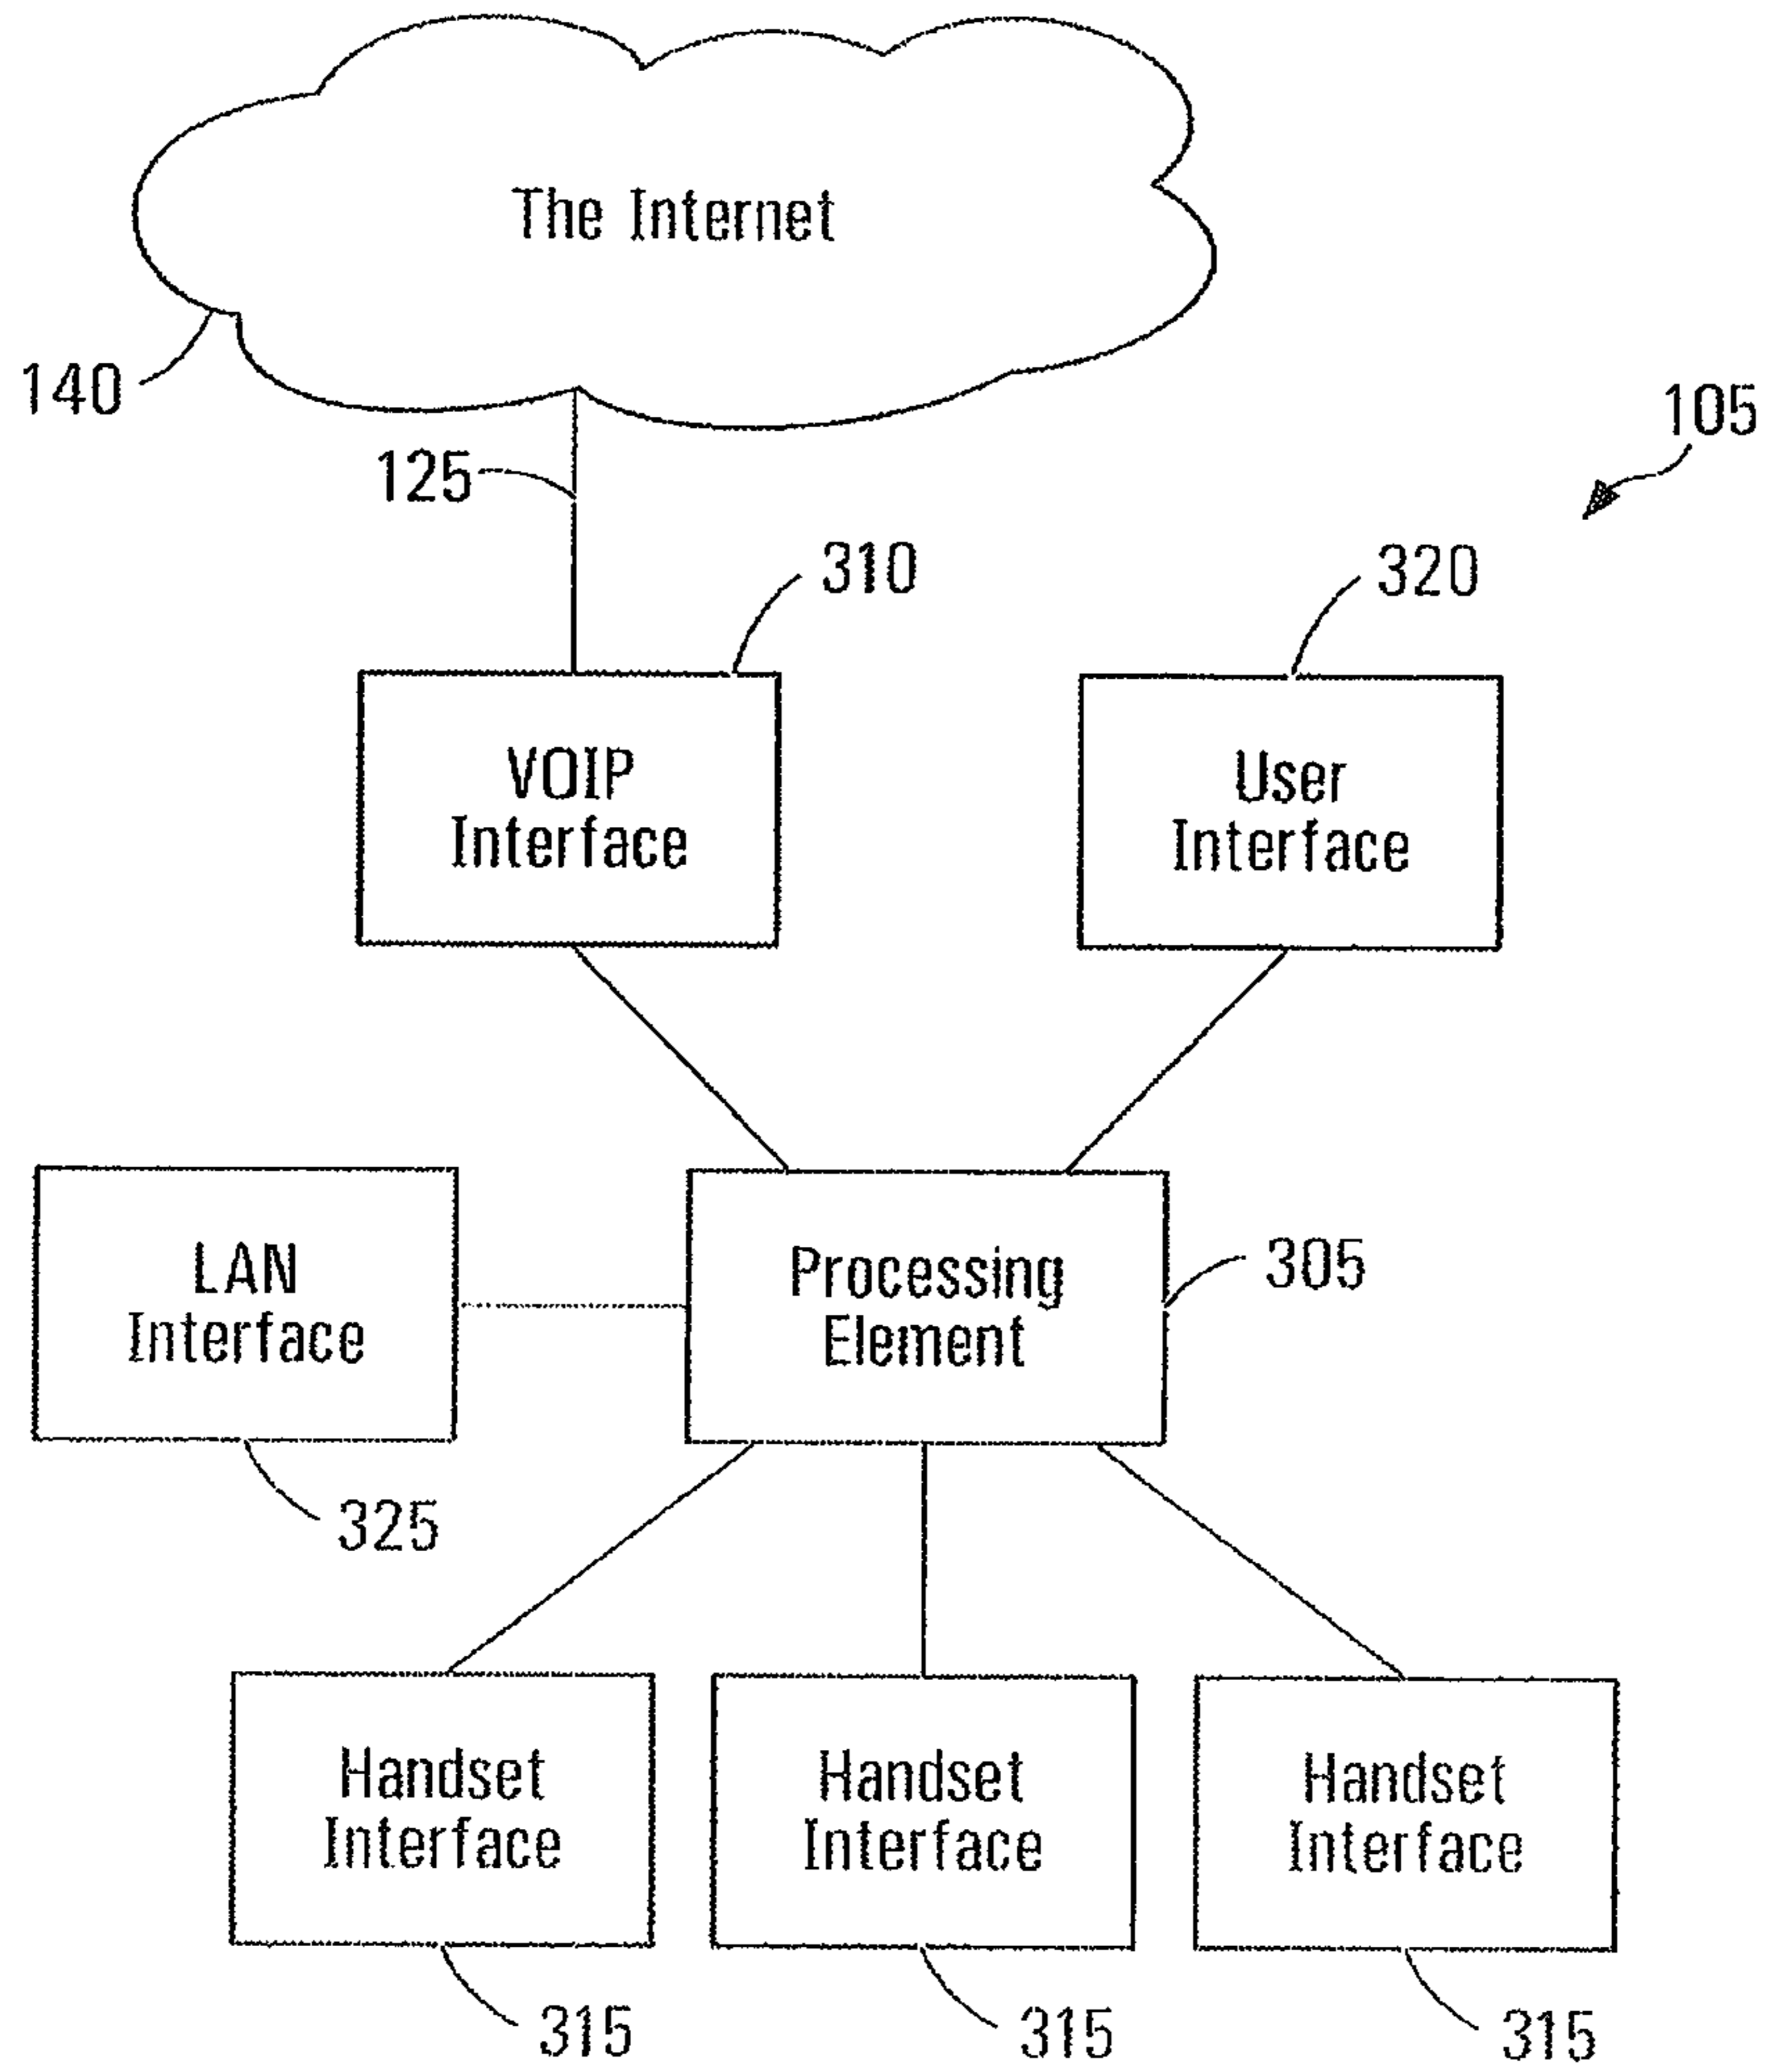 The Internet
140
105
125
310
320
VOIP
Interface
User
Interface
LAN
Interface
Processing
Element
305
325
Handset
Interface
Handset
Interface
Handset
Interface
315
315
315